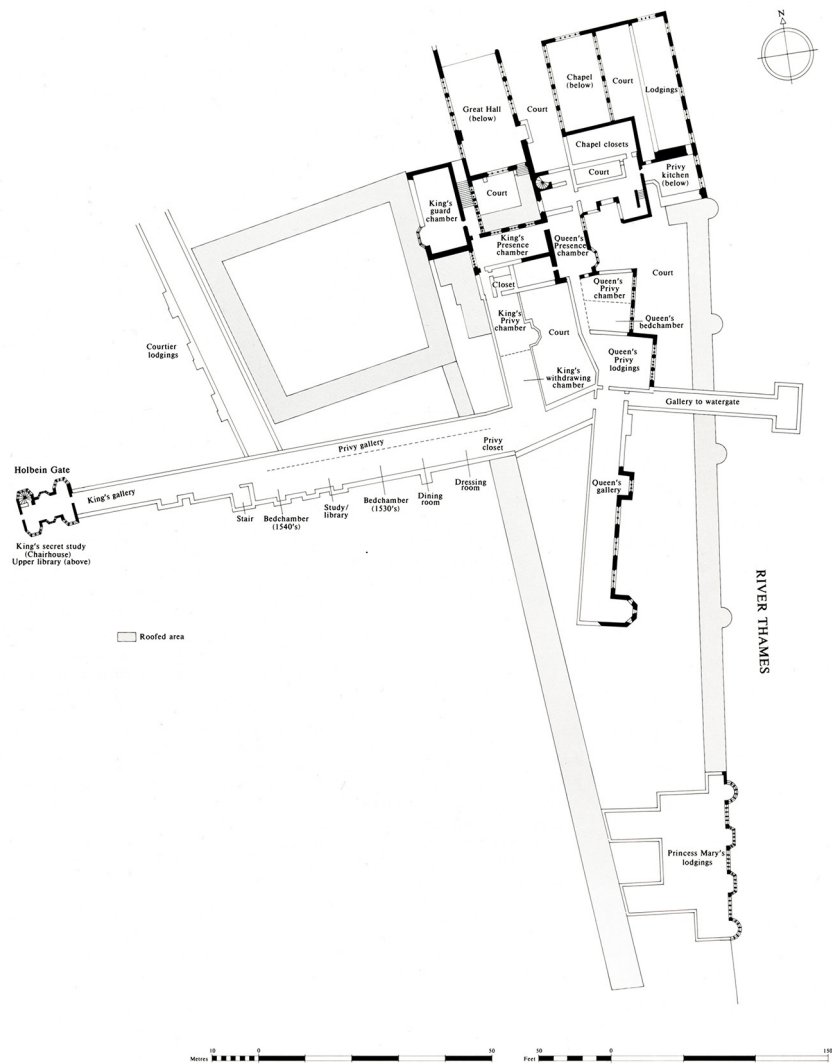 N
Great Hall
(below)
Court
Chapel
(below)
Court
Lodgings
Chapel closets
Court
Privy
kitchen
(below)
King's
guard
chamber
Court
King's
Presence
chamber
Queen's
Presence
chamber
Closet
Court
Queen's
Privy
chamber
King's
Privy
chamber
Court
Queen's
bedchamber
Courtier
lodgings
Queen's
Privy
lodgings
King's
withdrawing
chamber
Gallery to watergate
Privy gallery
Privy
closet
Holbein Gate
King's gallery
Queen's
gallery
Stair
Bedchamber
(1540's)
Study/
library
Bedchamber
(1530's)
Dining
room
Dressing
room
King's secret study
(Chairhouse)
Upper library (above)
RIVER THAMES
Roofed area
Princess Mary's
lodgings
Metres 10 0 50
Feet 50 0 150